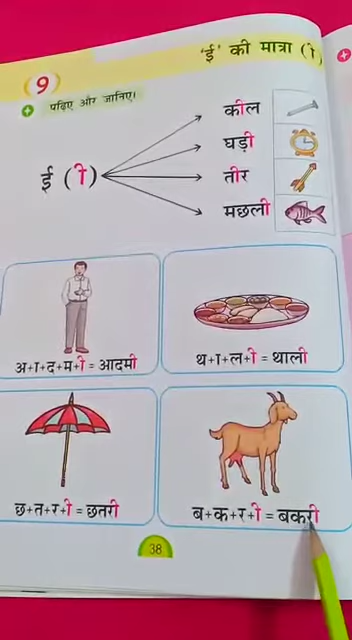 'ई' की मात्रा (ी)
9
पढ़िए और जानिए।
ई (ी)
कील
घड़ी
तीर
मछली
अ+ा+द+म+ी = आदमी
थ+ा+ल+ी = थाली
छ+त+र+ी = छतरी
ब+क+र+ी = बकरी
38